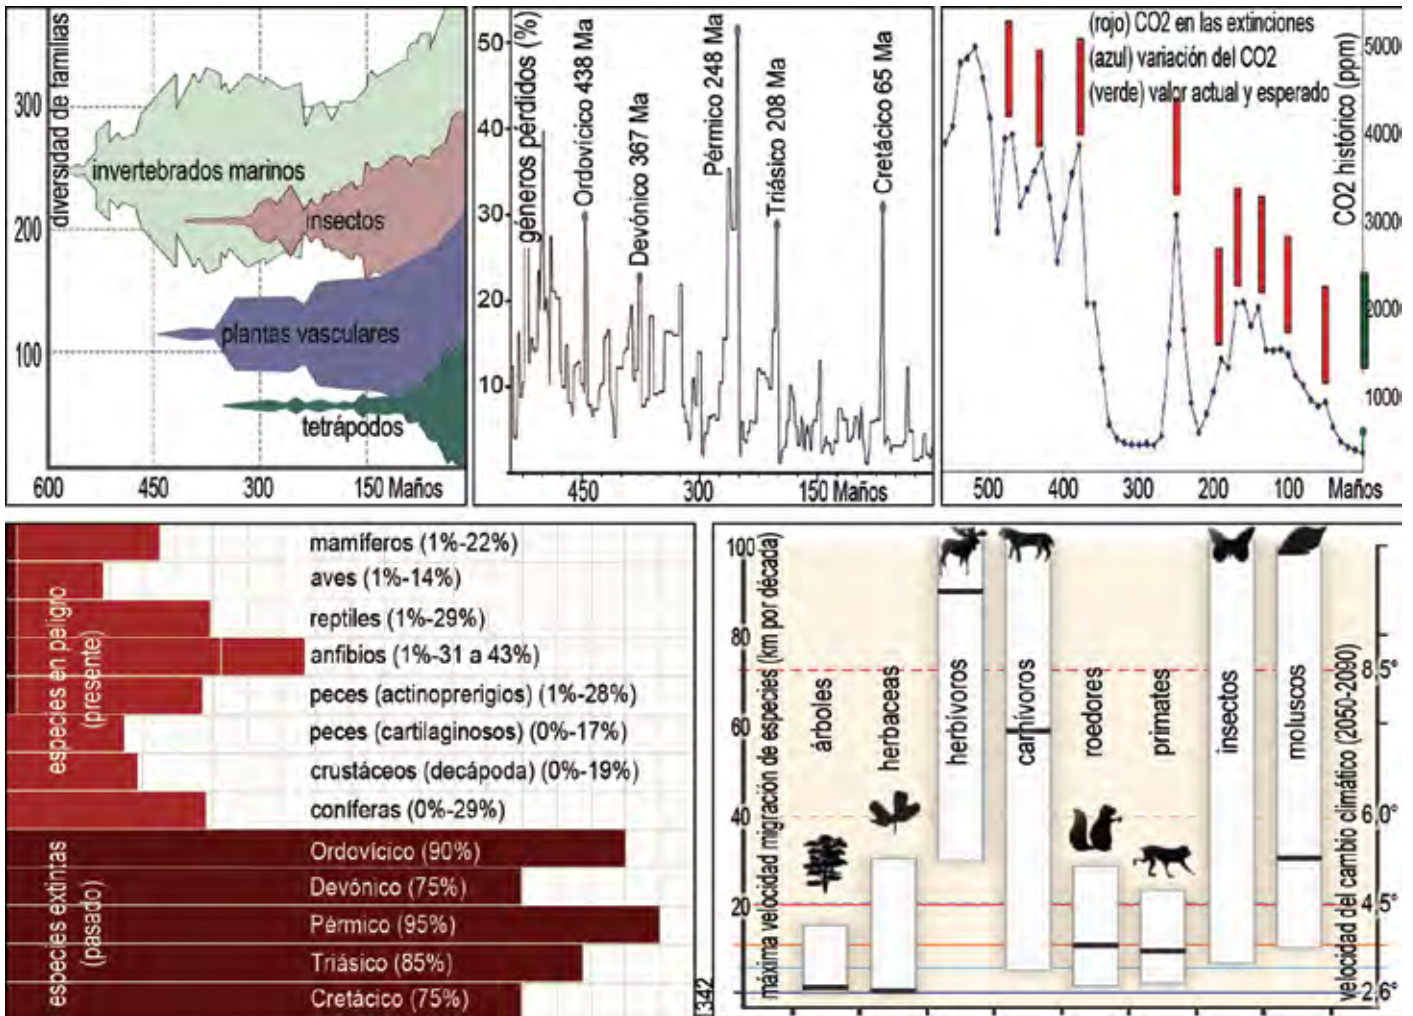 diversidad de familias
300
200
100
invertebrados marinos
insectos
plantas vasculares
tetrápodos
600 450 300 150 Maños
géneros perdidos (%)
50
40
30
20
10
Ordovícico 438 Ma
Devónico 367 Ma
Pérmico 248 Ma
Triásico 208 Ma
Cretácico 65 Ma
450 300 150 Maños
(rojo) CO2 en las extinciones
(azul) variación del CO2
(verde) valor actual y esperado
CO2 histórico (ppm)
50000
40000
30000
20000
10000
500 400 300 200 100 Maños
especies en peligro
(presente)
mamíferos (1%-22%)
aves (1%-14%)
reptiles (1%-29%)
anfibios (1%-31 a 43%)
peces (actinoprerigios) (1%-28%)
peces (cartilaginosos) (0%-17%)
crustáceos (decápoda) (0%-19%)
coníferas (0%-29%)
especies extintas
(pasado)
Ordovícico (90%)
Devónico (75%)
Pérmico (95%)
Triásico (85%)
Cretácico (75%)
1342
máxima velocidad migración de especies (km por década)
100
80
60
40
20
árboles
herbaceas
herbívoros
carnívoros
roedores
primates
insectos
moluscos
velocidad del cambio climático (2050-2090)
8,5°
6,0°
4,5°
2,6°